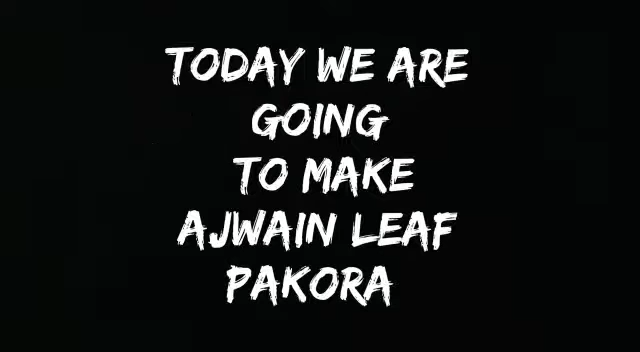 TODAY WE ARE
GOING
TO MAKE
AJWAIN LEAF
PAKORA